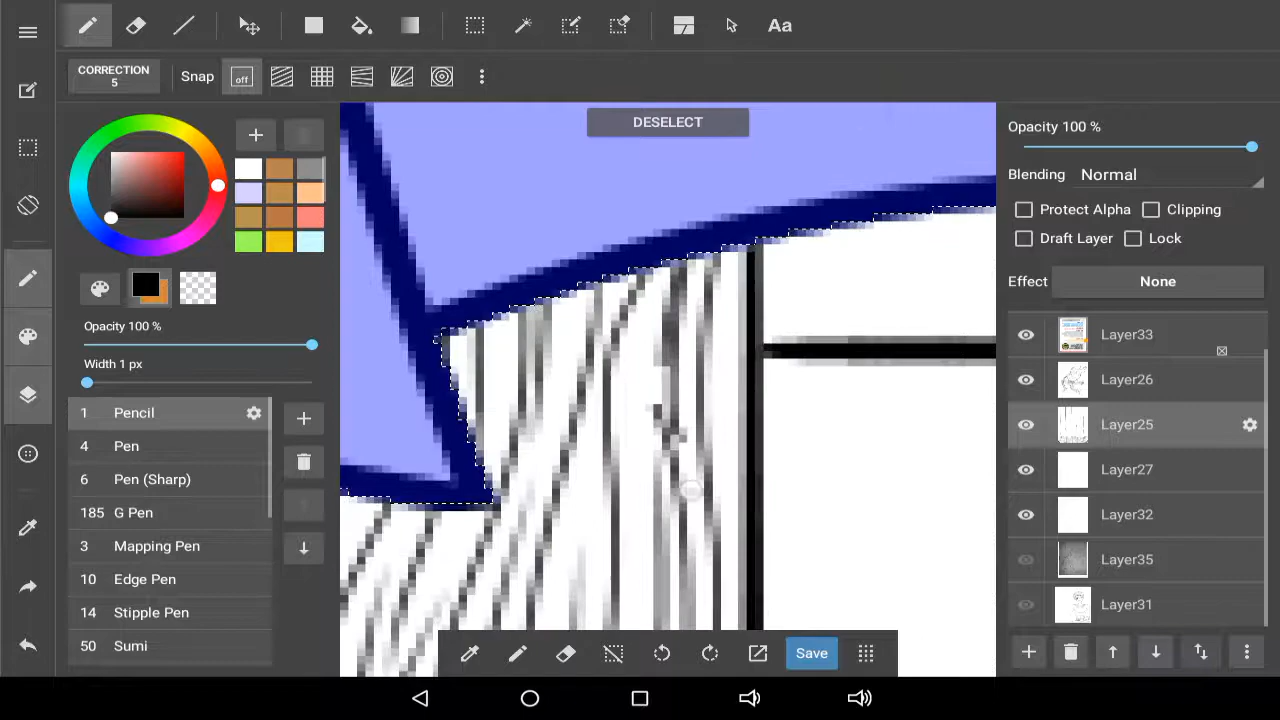 Aa
CORRECTION
5
Snap
off
DESELECT
Opacity 100 %
Width 1 px
1 Pencil
4 Pen
6 Pen (Sharp)
185 G Pen
3 Mapping Pen
10 Edge Pen
14 Stipple Pen
50 Sumi
Save
Opacity 100 %
Blending Normal
Protect Alpha Clipping
Draft Layer Lock
Effect None
Layer33
Layer26
Layer25
Layer27
Layer32
Layer35
Layer31